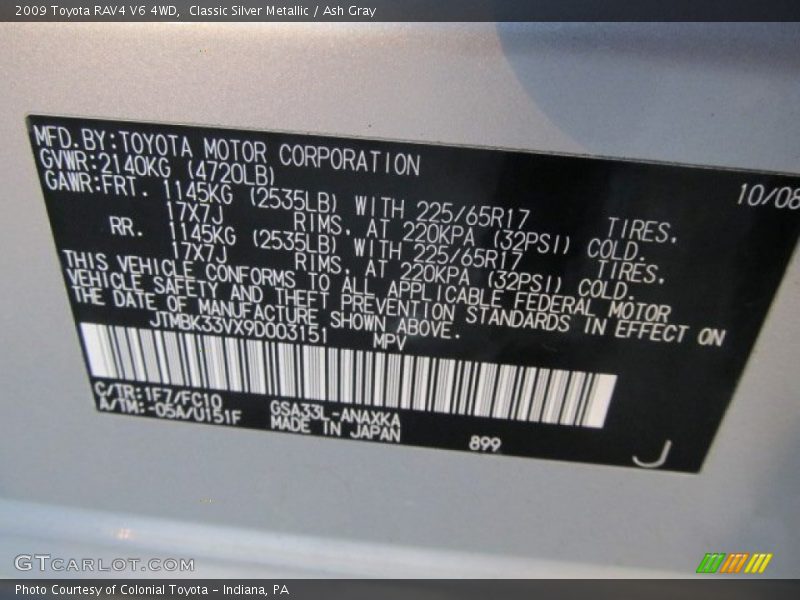 2009 Toyota RAV4 V6 4WD,  Classic Silver Metallic / Ash Gray
MFD.BY:TOYOTA MOTOR CORPORATION 10/08
GVWR:2140KG (4720LB)
GAWR:FRT. 1145KG (2535LB) WITH 225/65R17 TIRES.
17X7J RIMS, AT 220KPA (32PSI) COLD.
RR. 1145KG (2535LB) WITH 225/65R17 TIRES.
17X7J RIMS, AT 220KPA (32PSI) COLD.
THIS VEHICLE CONFORMS TO ALL APPLICABLE FEDERAL MOTOR
VEHICLE SAFETY AND THEFT PREVENTION STANDARDS IN EFFECT ON
THE DATE OF MANUFACTURE SHOWN ABOVE.
JTMBK33VX9D003151 MPV
C/TR:1F7/FC10 GSA33L-ANAXKA
A/TM:-05A/U151F MADE IN JAPAN 899 J
GTCARLOT.COM
Photo Courtesy of Colonial Toyota - Indiana, PA